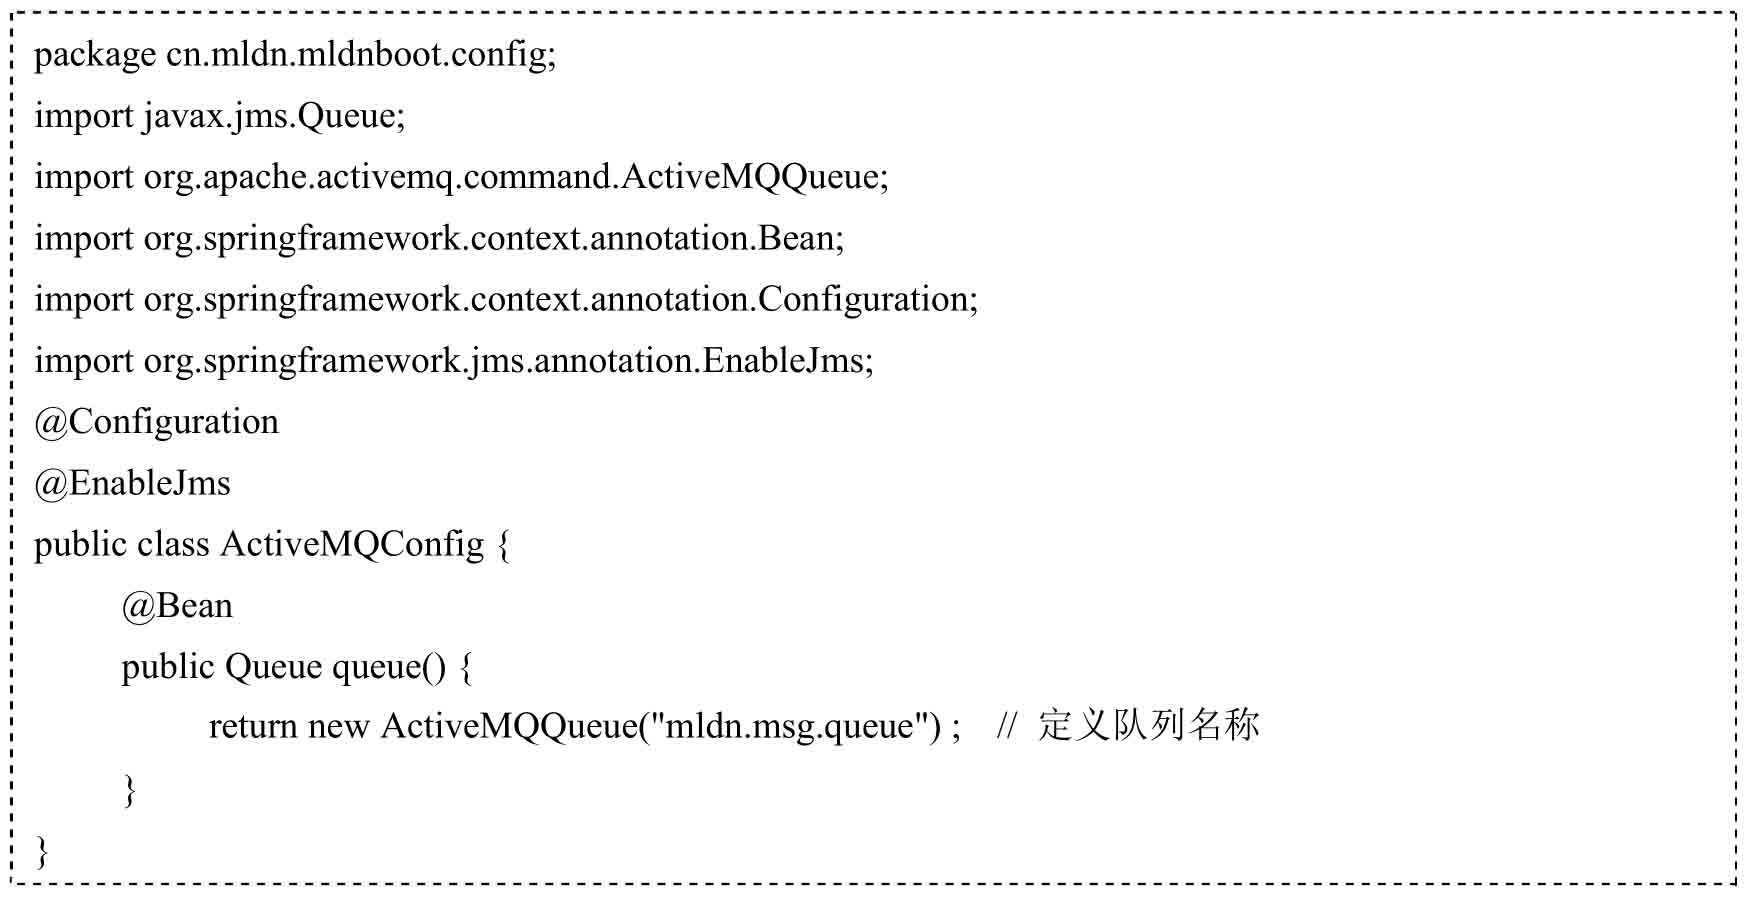 package cn.mldn.mldnboot.config;
import javax.jms.Queue;
import org.apache.activemq.command.ActiveMQQueue;
import org.springframework.context.annotation.Bean;
import org.springframework.context.annotation.Configuration;
import org.springframework.jms.annotation.EnableJms;
@Configuration
@EnableJms
public class ActiveMQConfig {
@Bean
public Queue queue() {
return new ActiveMQQueue("mldn.msg.queue") ; // 定义队列名称
}
}